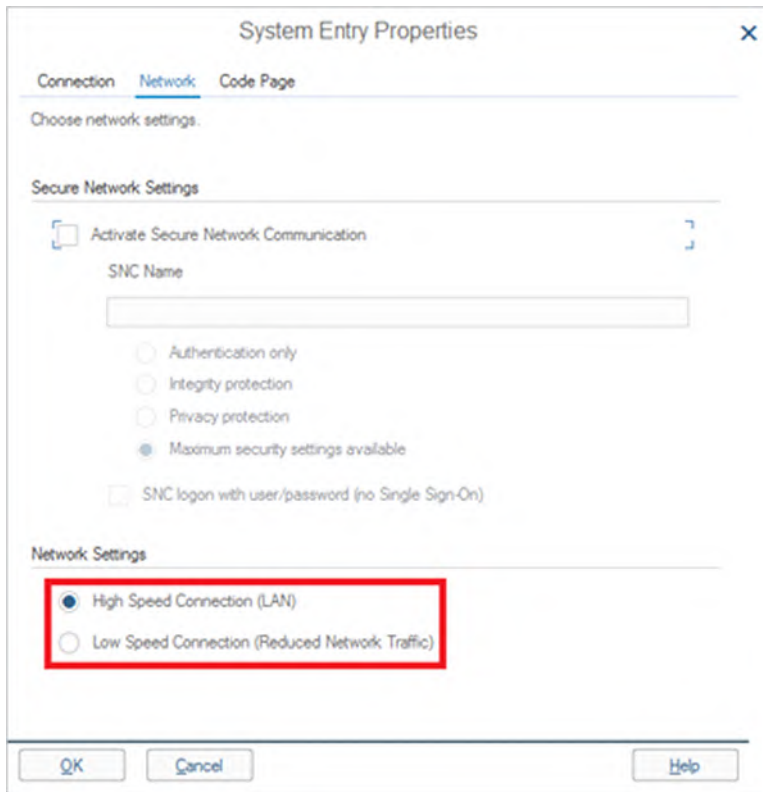 System Entry Properties
Connection Network Code Page
Choose network settings.
Secure Network Settings
Activate Secure Network Communication
SNC Name
Authentication only
Integrity protection
Privacy protection
Maximum security settings available
SNC logon with user/password (no Single Sign-On)
Network Settings
High Speed Connection (LAN)
Low Speed Connection (Reduced Network Traffic)
OK Cancel Help